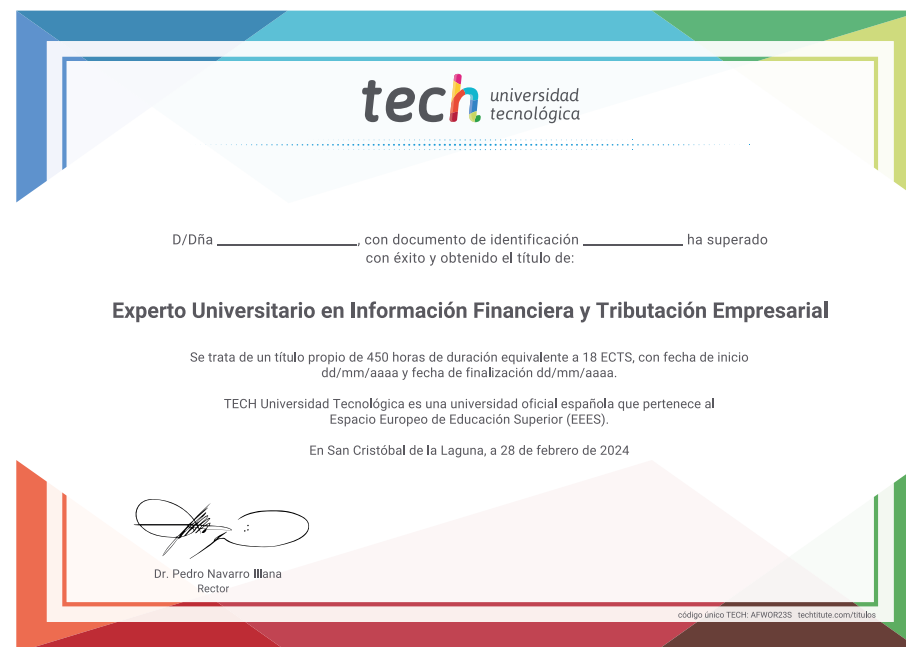 tech universidad
tecnológica
D/Dña ____________, con documento de identificación ____________ ha superado
con éxito y obtenido el título de:
Experto Universitario en Información Financiera y Tributación Empresarial
Se trata de un título propio de 450 horas de duración equivalente a 18 ECTS, con fecha de inicio
dd/mm/aaaa y fecha de finalización dd/mm/aaaa.
TECH Universidad Tecnológica es una universidad oficial española que pertenece al
Espacio Europeo de Educación Superior (EEES).
En San Cristóbal de la Laguna, a 28 de febrero de 2024
Dr. Pedro Navarro Illana
Rector
código único TECH: AFWOR23S techtitute.com/titulos